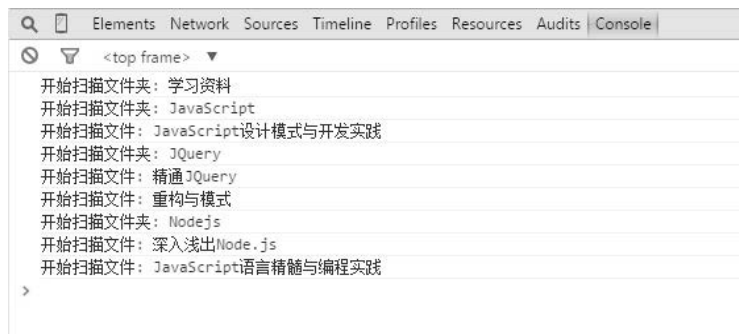 Elements Network Sources Timeline Profiles Resources Audits Console
<top frame> ▼
开始扫描文件夹: 学习资料
开始扫描文件夹: JavaScript
开始扫描文件: JavaScript设计模式与开发实践
开始扫描文件夹: JQuery
开始扫描文件: 精通JQuery
开始扫描文件: 重构与模式
开始扫描文件夹: Nodejs
开始扫描文件: 深入浅出Node.js
开始扫描文件: JavaScript语言精髓与编程实践
>